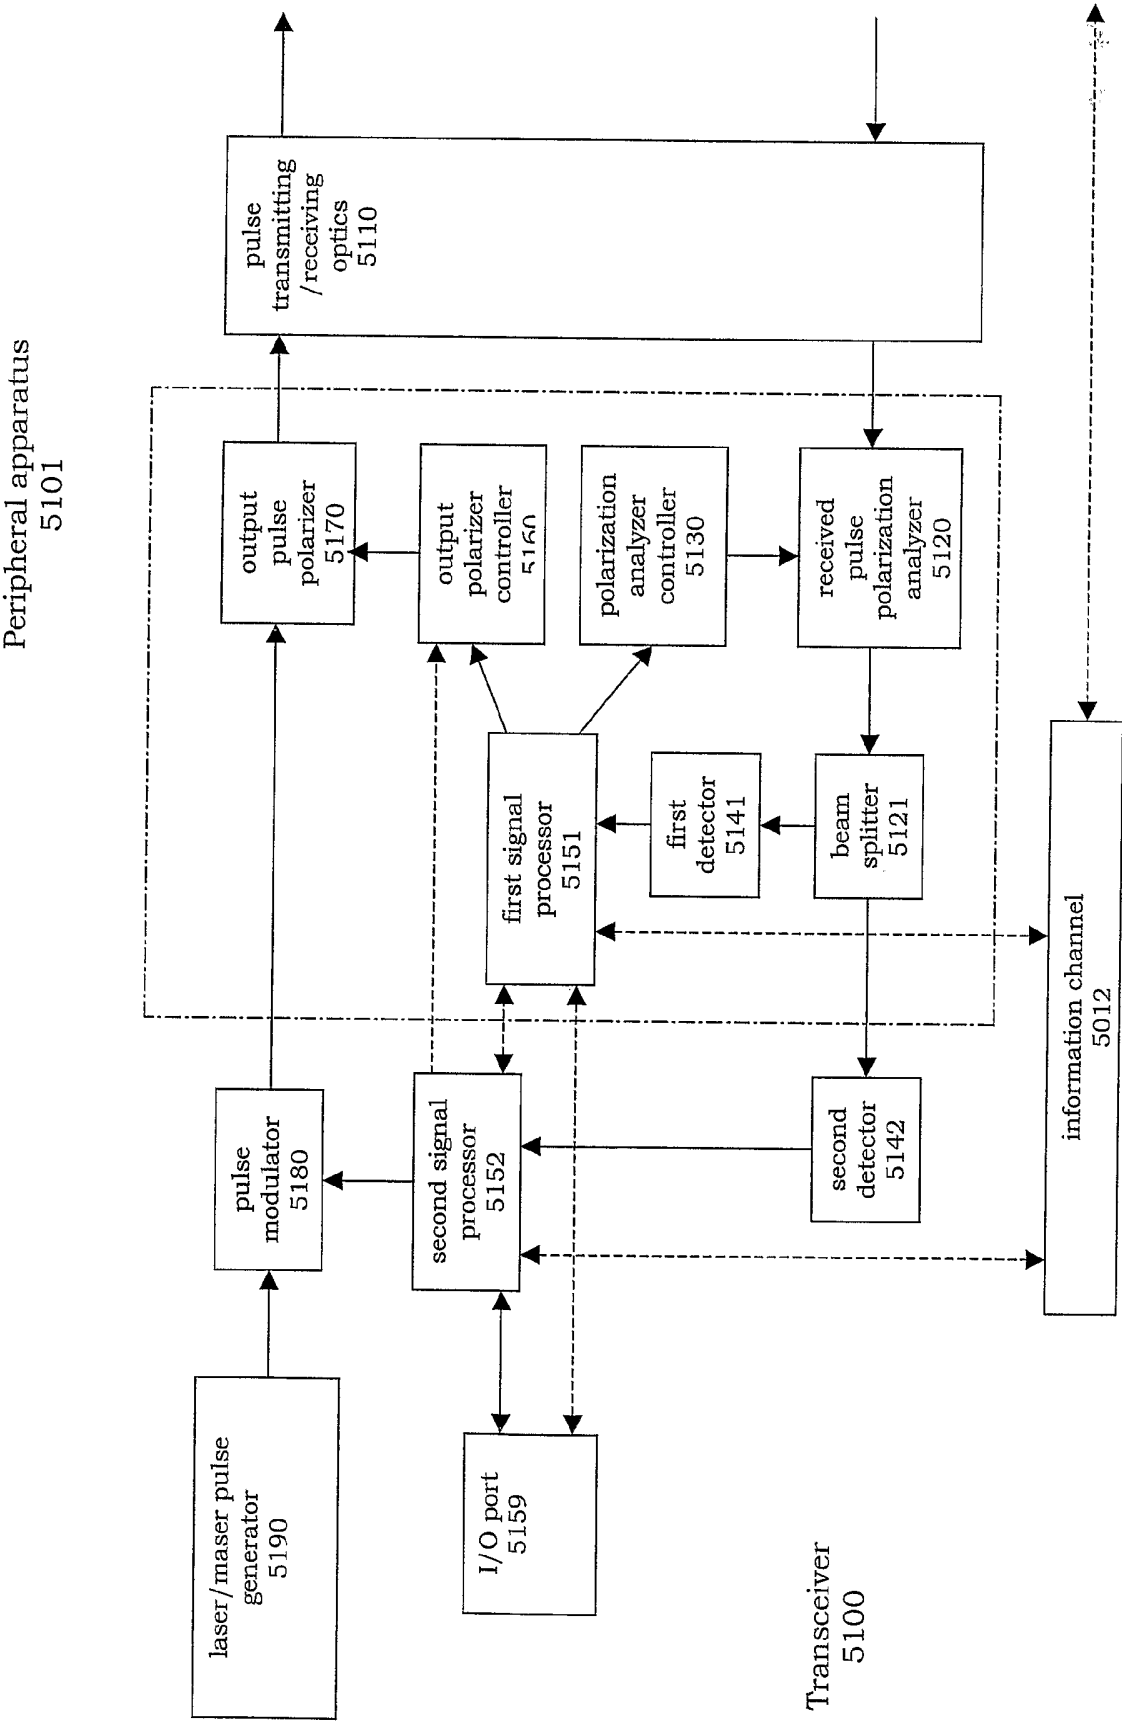 Peripheral apparatus
5101
laser/maser pulse
generator
5190
pulse
modulator
5180
output
pulse
polarizer
5170
pulse
transmitting
/receiving
optics
5110
I/O port
5159
second signal
processor
5152
first signal
processor
5151
output
polarizer
controller
5160
polarization
analyzer
controller
5130
first
detector
5141
second
detector
5142
beam
splitter
5121
received
pulse
polarization
analyzer
5120
information channel
5012
Transceiver
5100